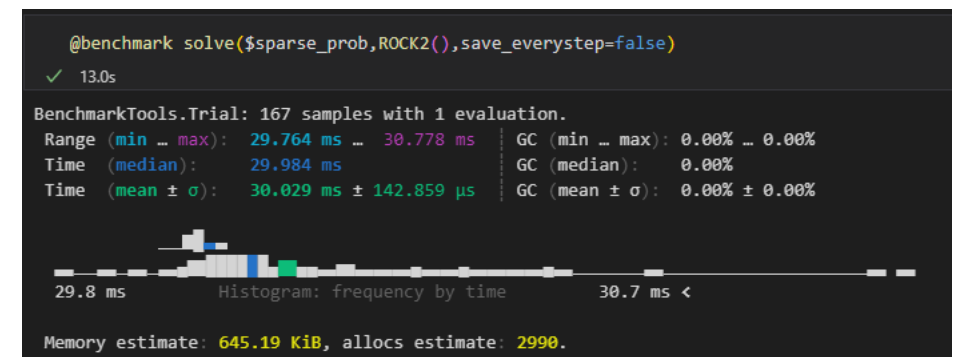 @benchmark solve($sparse_prob,ROCK2(),save_everystep=false)
✓ 13.0s
BenchmarkTools.Trial: 167 samples with 1 evaluation.
Range (min … max): 29.764 ms … 30.778 ms ┊ GC (min … max): 0.00% … 0.00%
Time (median): 29.984 ms ┊ GC (median): 0.00%
Time (mean ± σ): 30.029 ms ± 142.859 μs ┊ GC (mean ± σ): 0.00% ± 0.00%
29.8 ms Histogram: frequency by time 30.7 ms <
Memory estimate: 645.19 KiB, allocs estimate: 2990.